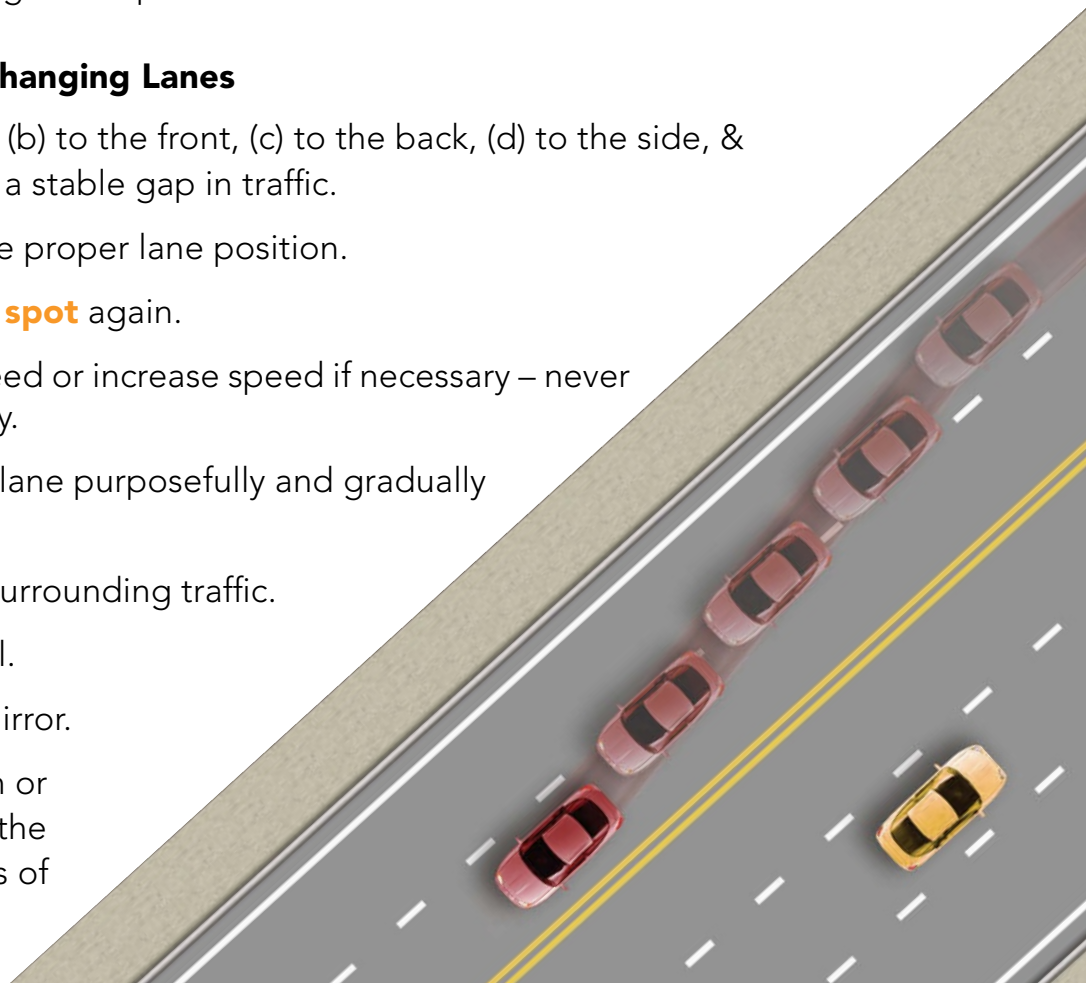 hanging Lanes
(b) to the front, (c) to the back, (d) to the side, &
a stable gap in traffic.
e proper lane position.
spot again.
eed or increase speed if necessary – never
y.
lane purposefully and gradually
urrounding traffic.
l.
irror.
n or
the
s of